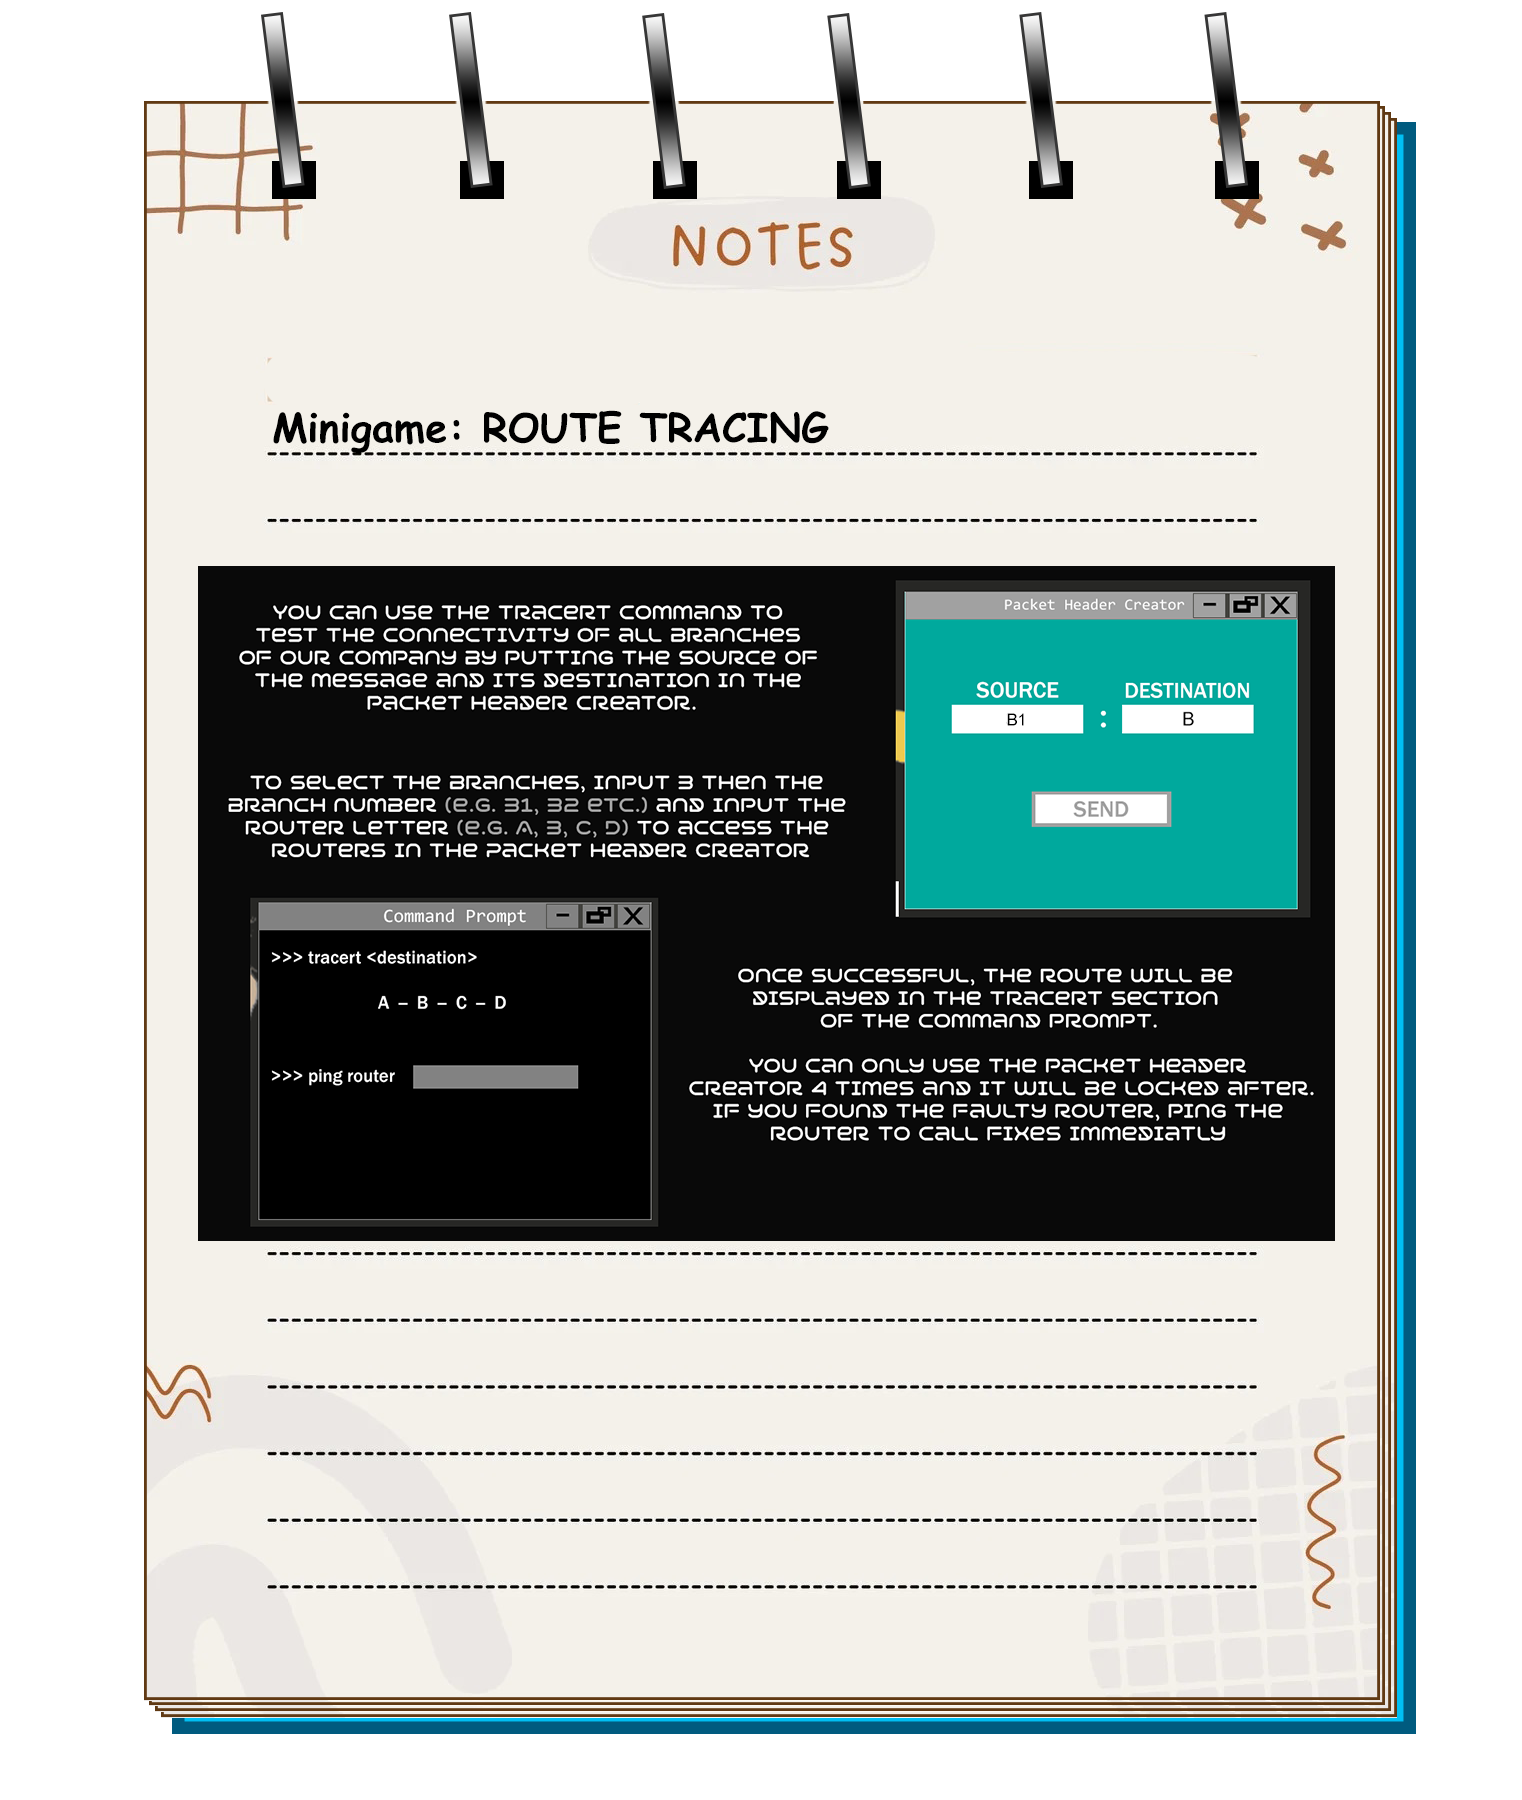 NOTES
Minigame: ROUTE TRACING
YOU CAN USE THE TRACERT COMMAND TO
TEST THE CONNECTIVITY OF ALL BRANCHES
OF OUR COMPANY BY PUTTING THE SOURCE OF
THE MESSAGE AND ITS DESTINATION IN THE
PACKET HEADER CREATOR.
Packet Header Creator
SOURCE : DESTINATION
B1 B
SEND
TO SELECT THE BRANCHES, INPUT B THEN THE
BRANCH NUMBER (E.G. B1, B2 ETC.) AND INPUT THE
ROUTER LETTER (E.G. A, B, C, D) TO ACCESS THE
ROUTERS IN THE PACKET HEADER CREATOR
Command Prompt
>>> tracert <destination>
A – B – C – D
>>> ping router
ONCE SUCCESSFUL, THE ROUTE WILL BE
DISPLAYED IN THE TRACERT SECTION
OF THE COMMAND PROMPT.
YOU CAN ONLY USE THE PACKET HEADER
CREATOR 4 TIMES AND IT WILL BE LOCKED AFTER.
IF YOU FOUND THE FAULTY ROUTER, PING THE
ROUTER TO CALL FIXES IMMEDIATLY